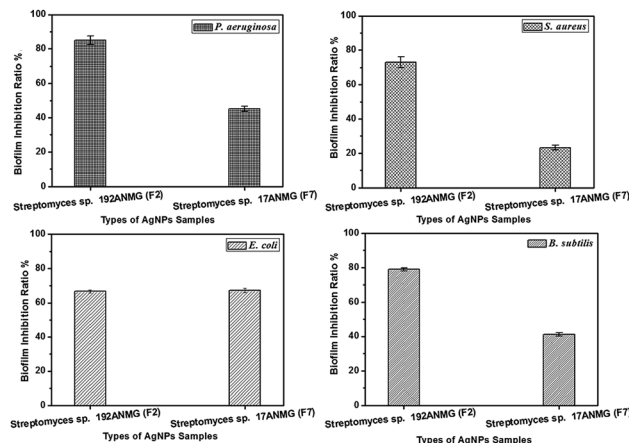 100
80
60
40
20
0
Biofilm Inhibition Ratio %
P. aeruginosa
Streptomyces sp. 192ANMG (F2)
Streptomyces sp. 17ANMG (F7)
Types of AgNPs Samples
100
80
60
40
20
0
Biofilm Inhibition Ratio %
S. aureus
Streptomyces sp. 192ANMG (F2)
Streptomyces sp. 17ANMG (F7)
Types of AgNPs Samples
100
80
60
40
20
0
Biofilm Inhibition Ratio %
E. coli
Streptomyces sp. 192ANMG (F2)
Streptomyces sp. 17ANMG (F7)
Types of AgNPs Samples
100
80
60
40
20
0
Biofilm Inhibition Ratio %
B. subtilis
Streptomyces sp. 192ANMG (F2)
Streptomyces sp. 17ANMG (F7)
Types of AgNPs Samples